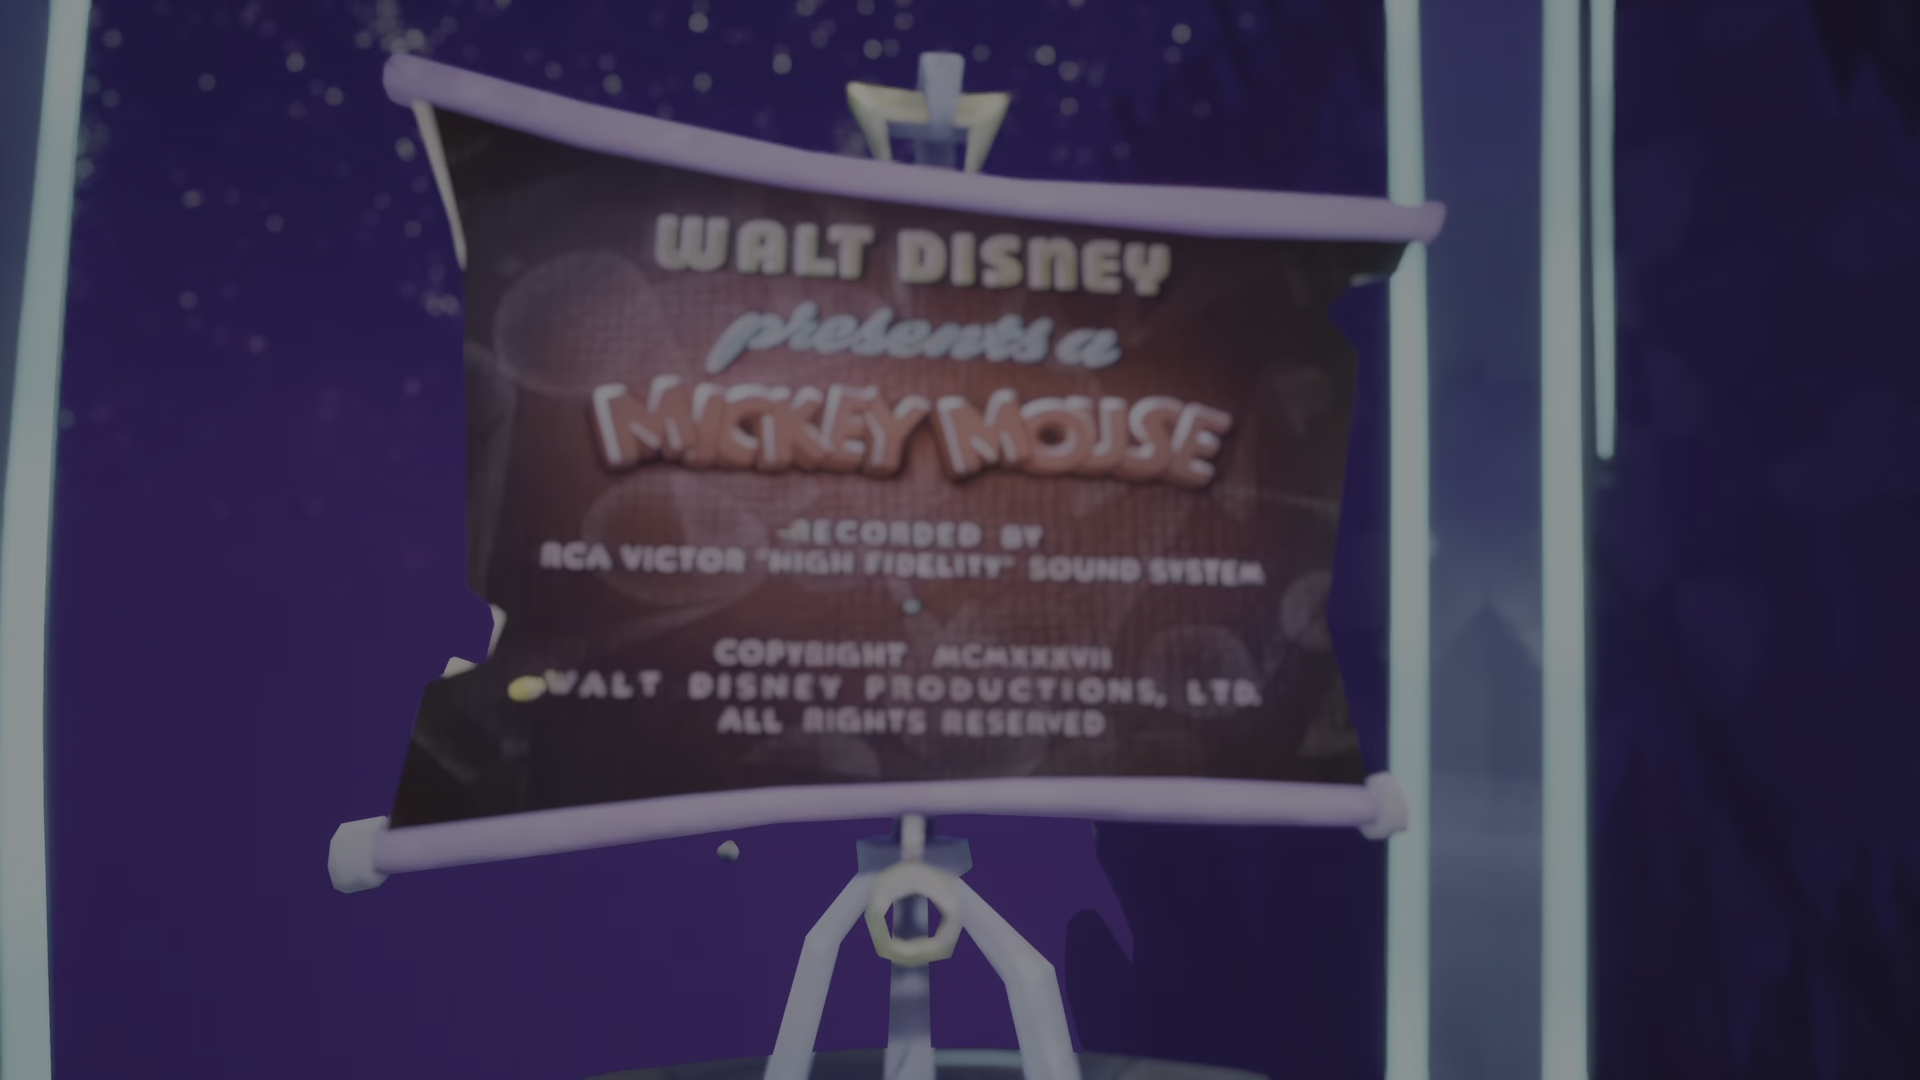 WALT DISNEY
presents a
MICKEY MOUSE
RECORDED BY
RCA VICTOR "HIGH FIDELITY" SOUND SYSTEM
COPYRIGHT MCMXXXVII
WALT DISNEY PRODUCTIONS, LTD.
ALL RIGHTS RESERVED